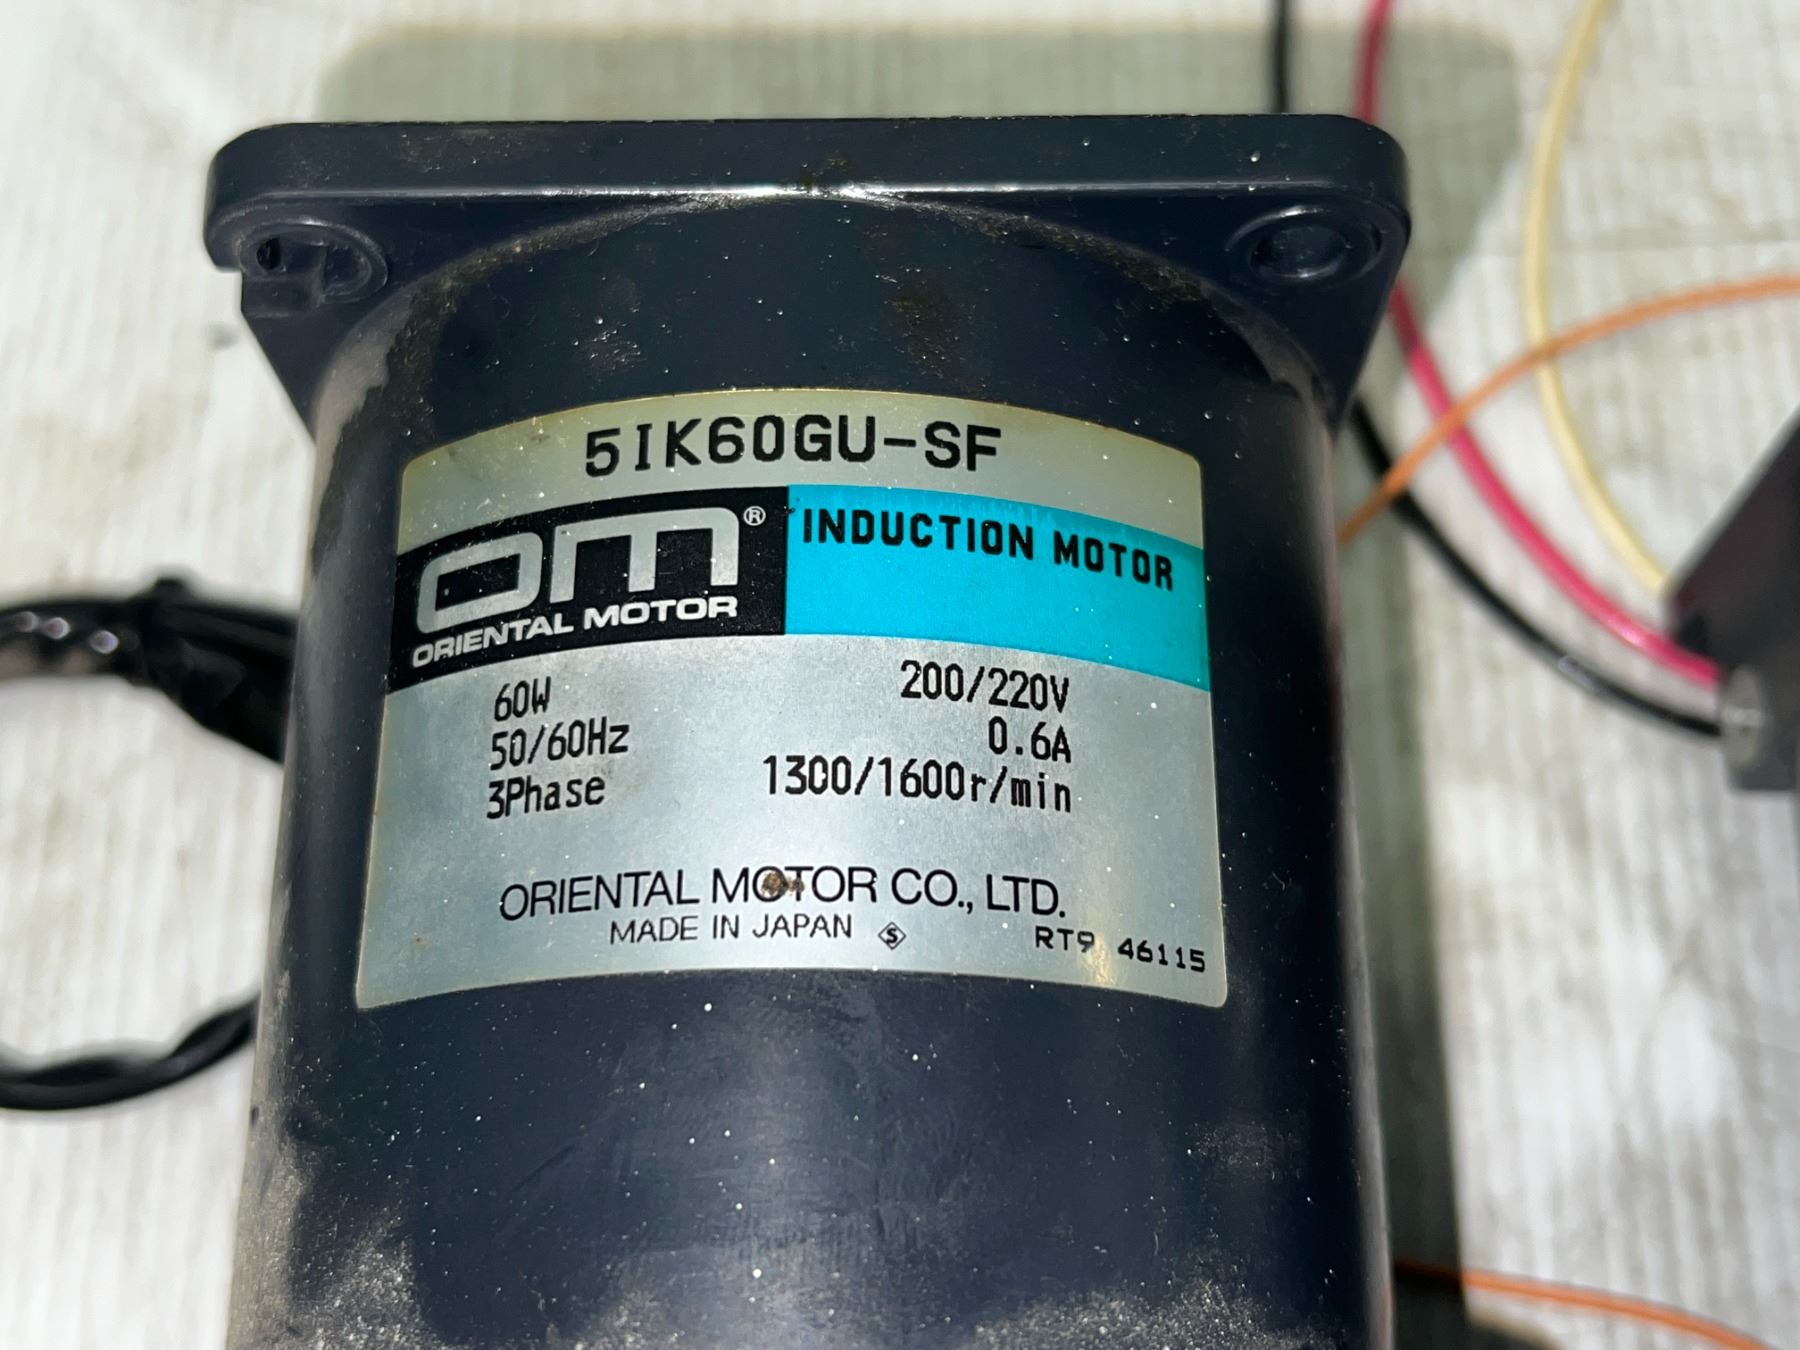 5IK60GU-SF
OM®
ORIENTAL MOTOR
INDUCTION MOTOR
60W 200/220V
50/60Hz 0.6A
3Phase 1300/1600r/min
ORIENTAL MOTOR CO., LTD.
MADE IN JAPAN S
RT9 46115